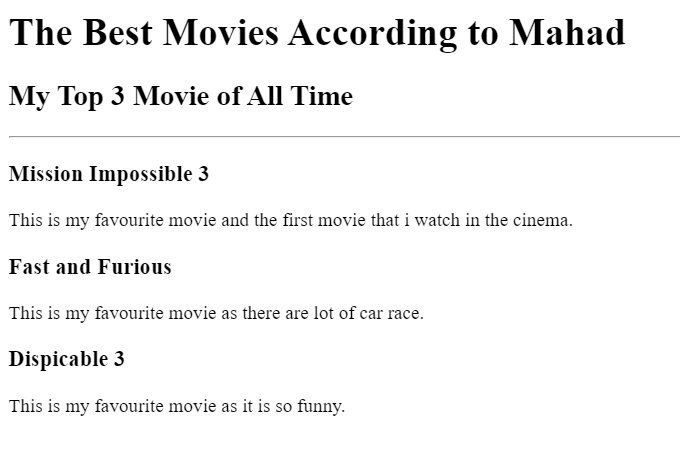 The Best Movies According to Mahad
My Top 3 Movie of All Time
Mission Impossible 3
This is my favourite movie and the first movie that i watch in the cinema.
Fast and Furious
This is my favourite movie as there are lot of car race.
Dispicable 3
This is my favourite movie as it is so funny.